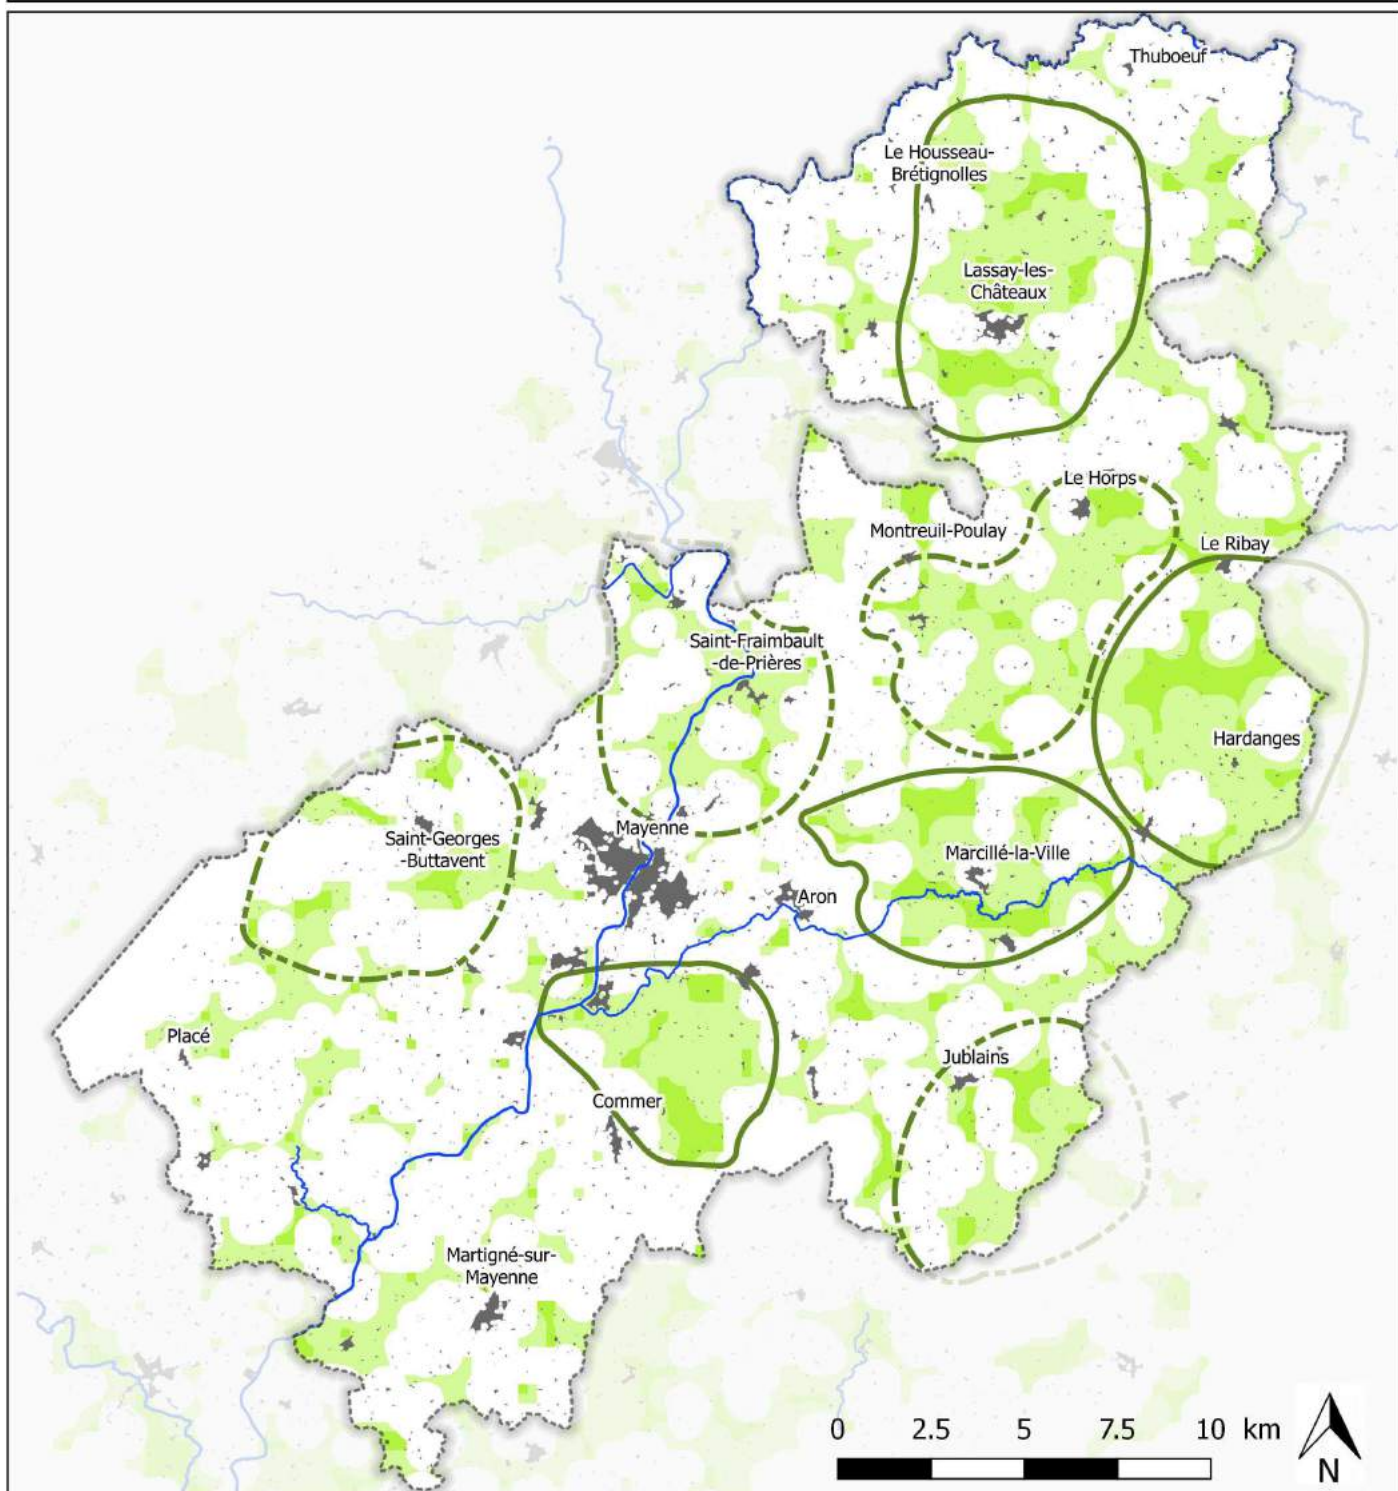 Thuboeuf
Le Housseau-
Brétignolles
Lassay-les-
Châteaux
Le Horps
Montreuil-Poulay
Le Ribay
Saint-Fraimbault
-de-Prières
Hardanges
Mayenne
Saint-Georges
-Buttavent
Marcillé-la-Ville
Aron
Placé
Jublains
Commer
Martigné-sur-
Mayenne
0 2.5 5 7.5 10 km
N